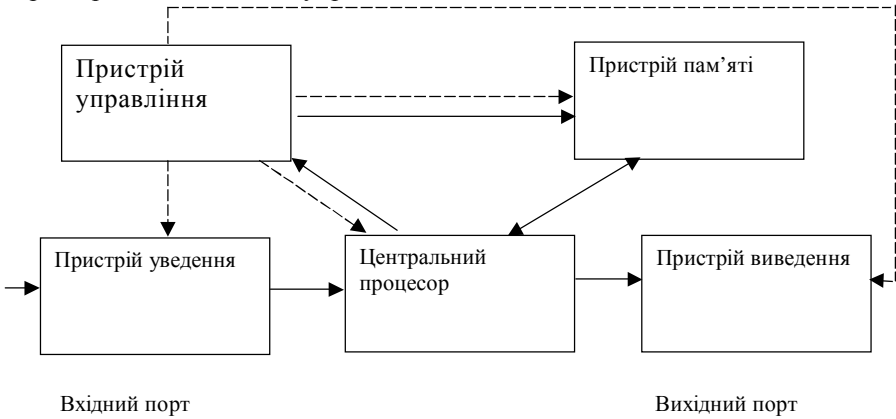 Пристрій
управління
Пристрій пам’яті
Пристрій уведення
Центральний
процесор
Пристрій виведення
Вхідний порт
Вихідний порт